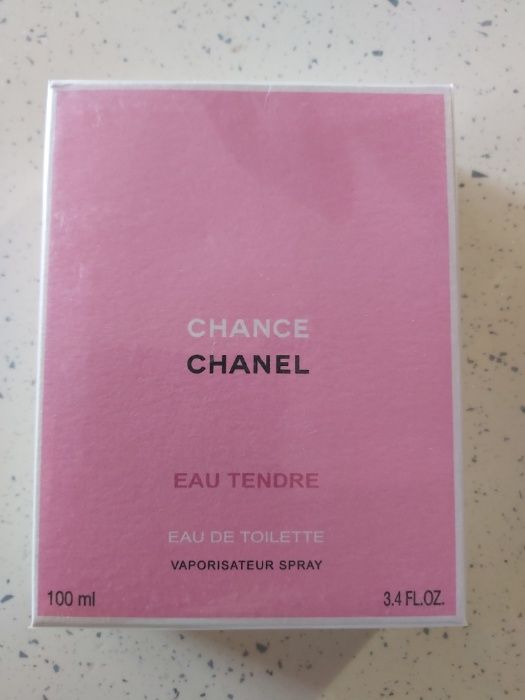 CHANCE
CHANEL
EAU TENDRE
EAU DE TOILETTE
VAPORISATEUR SPRAY
100 ml 3.4 FL.OZ.